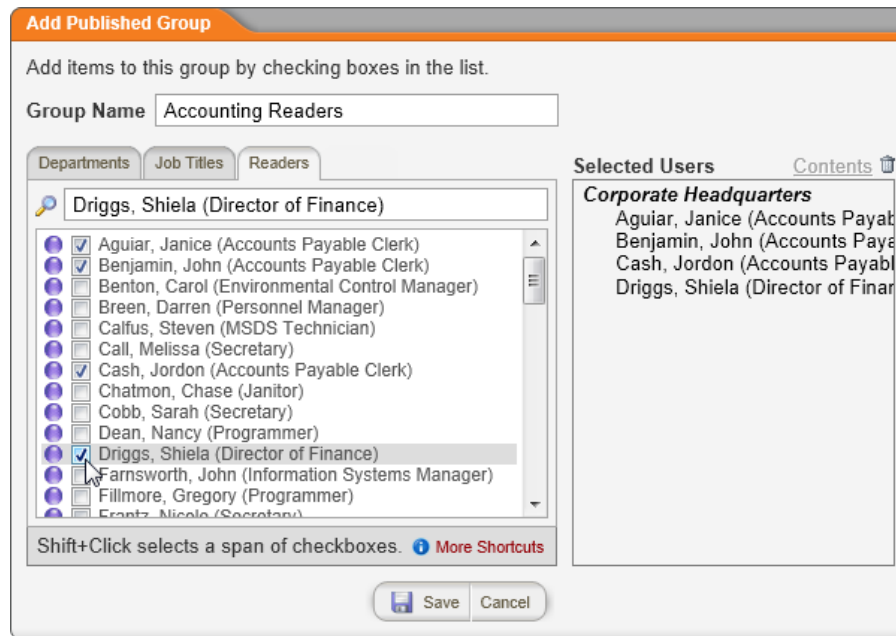 Add Published Group
Add items to this group by checking boxes in the list.
Group Name Accounting Readers
Departments Job Titles Readers
Driggs, Shiela (Director of Finance)
Aguiar, Janice (Accounts Payable Clerk)
Benjamin, John (Accounts Payable Clerk)
Benton, Carol (Environmental Control Manager)
Breen, Darren (Personnel Manager)
Calfus, Steven (MSDS Technician)
Call, Melissa (Secretary)
Cash, Jordon (Accounts Payable Clerk)
Chatmon, Chase (Janitor)
Cobb, Sarah (Secretary)
Dean, Nancy (Programmer)
Driggs, Shiela (Director of Finance)
Farnsworth, John (Information Systems Manager)
Fillmore, Gregory (Programmer)
Frantz, Nicole (Secretary)
Shift+Click selects a span of checkboxes. More Shortcuts
Selected Users Contents
Corporate Headquarters
Aguiar, Janice (Accounts Payab
Benjamin, John (Accounts Paya
Cash, Jordon (Accounts Payabl
Driggs, Shiela (Director of Finan
Save Cancel